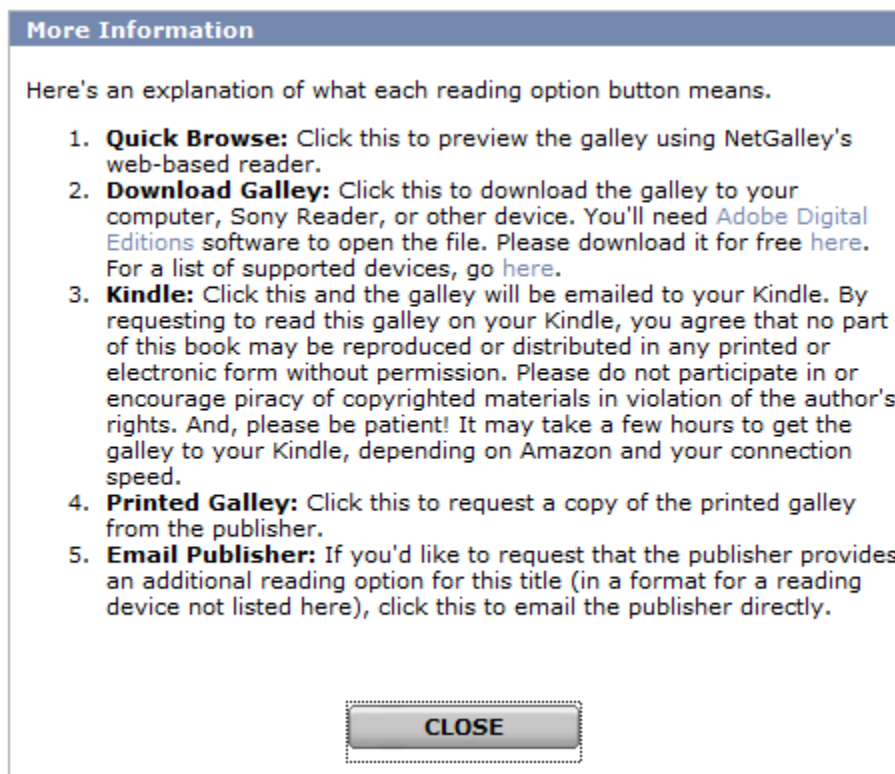 More Information
Here's an explanation of what each reading option button means.
1. Quick Browse: Click this to preview the galley using NetGalley's
web-based reader.
2. Download Galley: Click this to download the galley to your
computer, Sony Reader, or other device. You'll need Adobe Digital
Editions software to open the file. Please download it for free here.
For a list of supported devices, go here.
3. Kindle: Click this and the galley will be emailed to your Kindle. By
requesting to read this galley on your Kindle, you agree that no part
of this book may be reproduced or distributed in any printed or
electronic form without permission. Please do not participate in or
encourage piracy of copyrighted materials in violation of the author's
rights. And, please be patient! It may take a few hours to get the
galley to your Kindle, depending on Amazon and your connection
speed.
4. Printed Galley: Click this to request a copy of the printed galley
from the publisher.
5. Email Publisher: If you'd like to request that the publisher provides
an additional reading option for this title (in a format for a reading
device not listed here), click this to email the publisher directly.
CLOSE